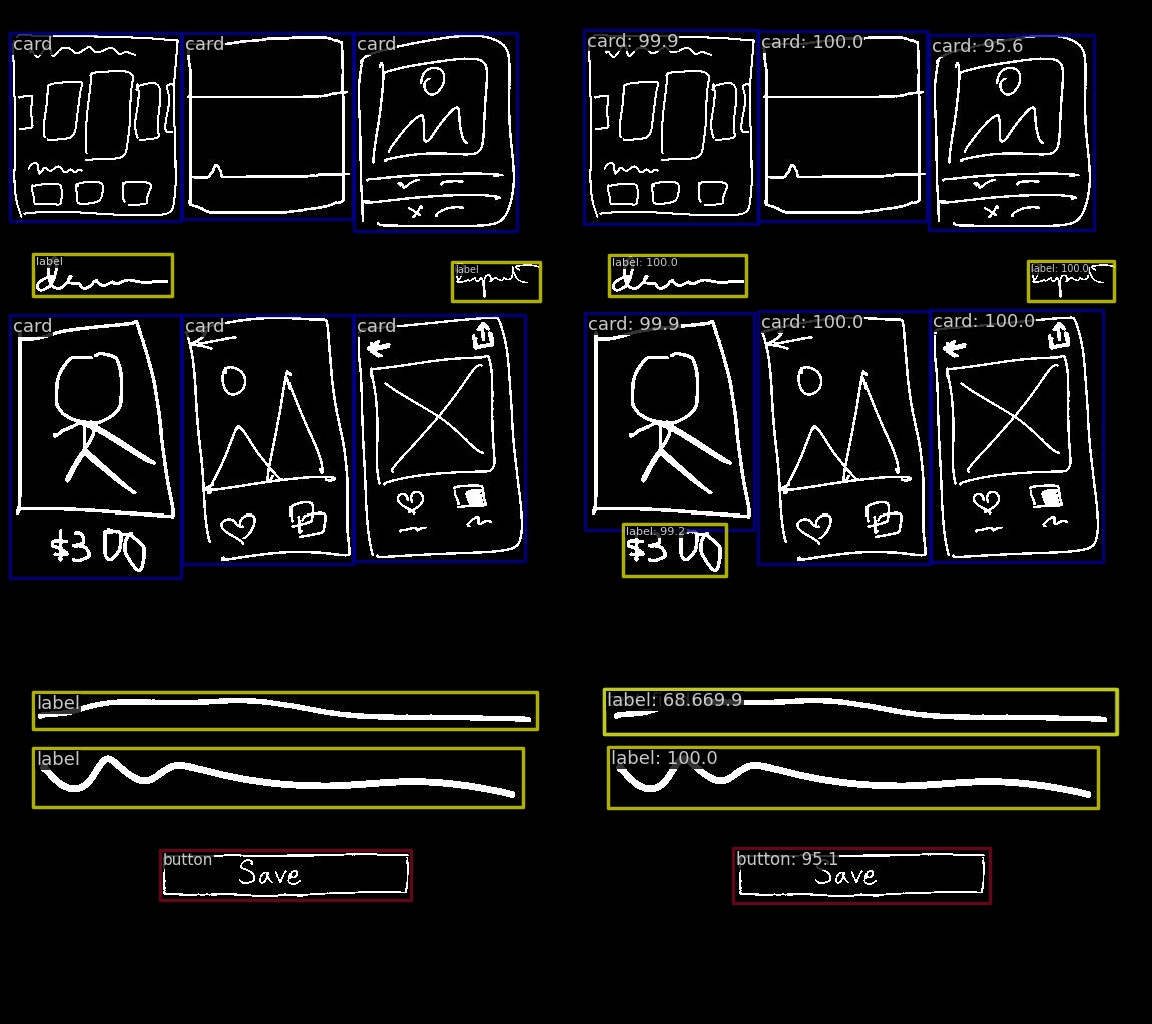 card card card card: 99.9 card: 100.0 card: 95.6
label label label: 100.0 label: 100.0
input input
card card card card: 99.9 card: 100.0 card: 100.0
label: 99.2
$300 $300
label label: 68.669.9
label label: 100.0
button button: 95.1
Save Save